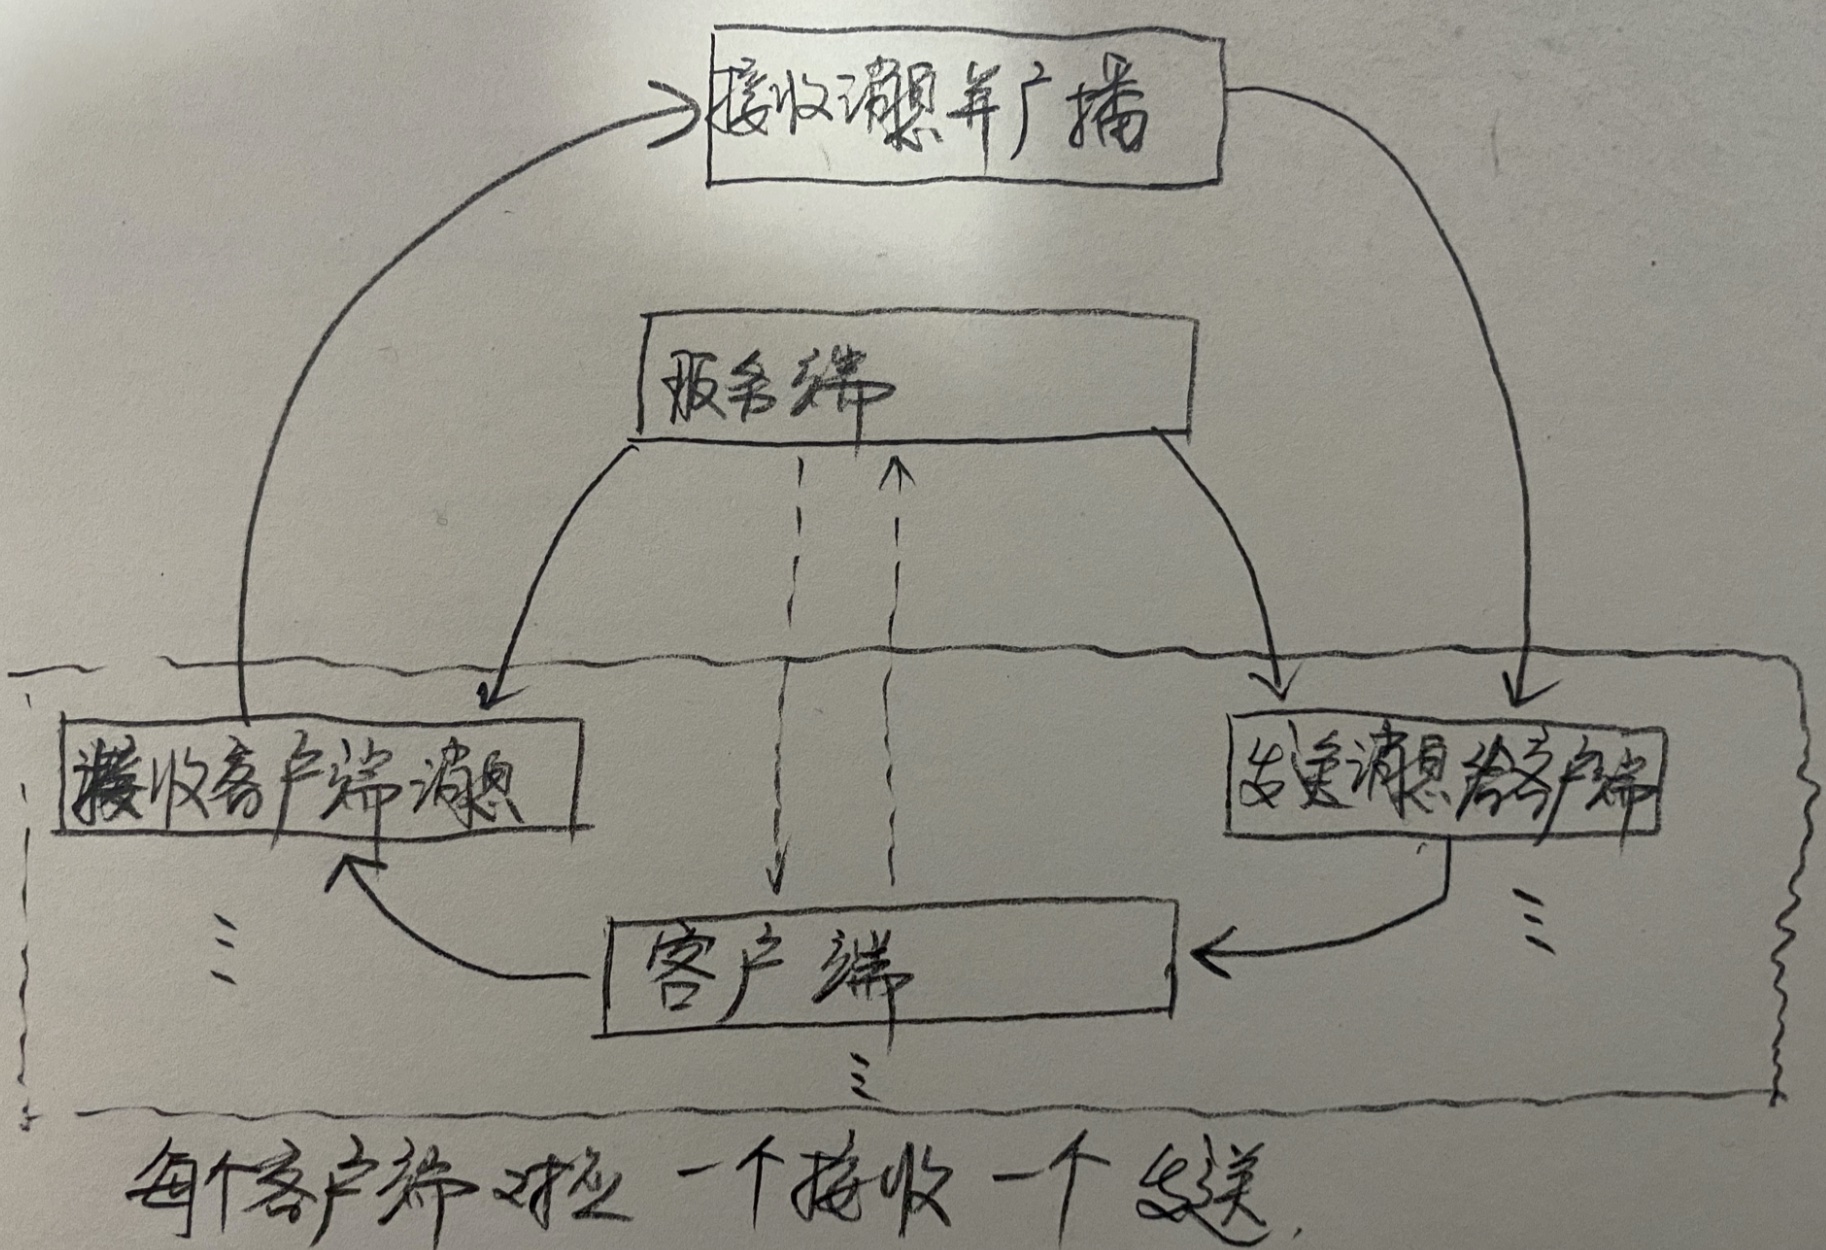 接收消息并广播
服务端
接收客户端消息
发送消息给客户端
客户端
每个客户端对应一个接收一个发送.